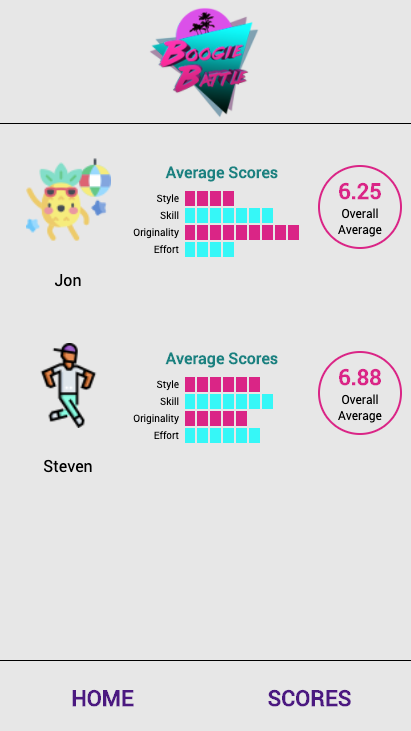 BOOGIE
BATTLE
Average Scores
Style
Skill
Originality
Effort
6.25
Overall
Average
Jon
Average Scores
Style
Skill
Originality
Effort
6.88
Overall
Average
Steven
HOME
SCORES